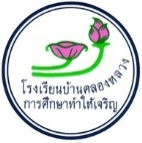 โรงเรียนบ้านคลองหลวง
การศึกษาทำให้เจริญ